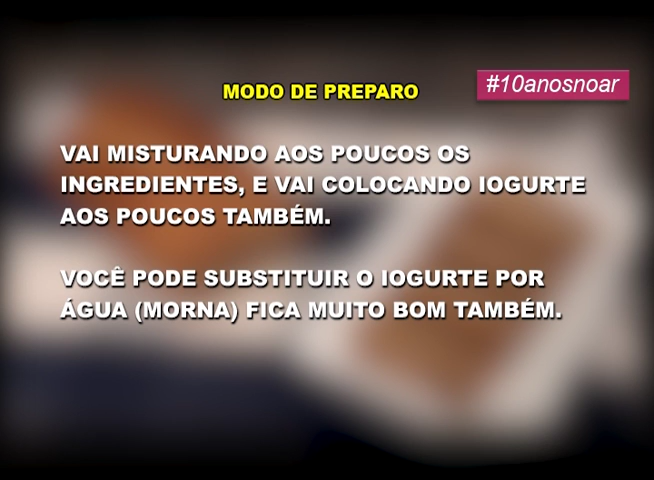 #10anosnoar
MODO DE PREPARO
VAI MISTURANDO AOS POUCOS OS
INGREDIENTES, E VAI COLOCANDO IOGURTE
AOS POUCOS TAMBÉM.
VOCÊ PODE SUBSTITUIR O IOGURTE POR
ÁGUA (MORNA) FICA MUITO BOM TAMBÉM.